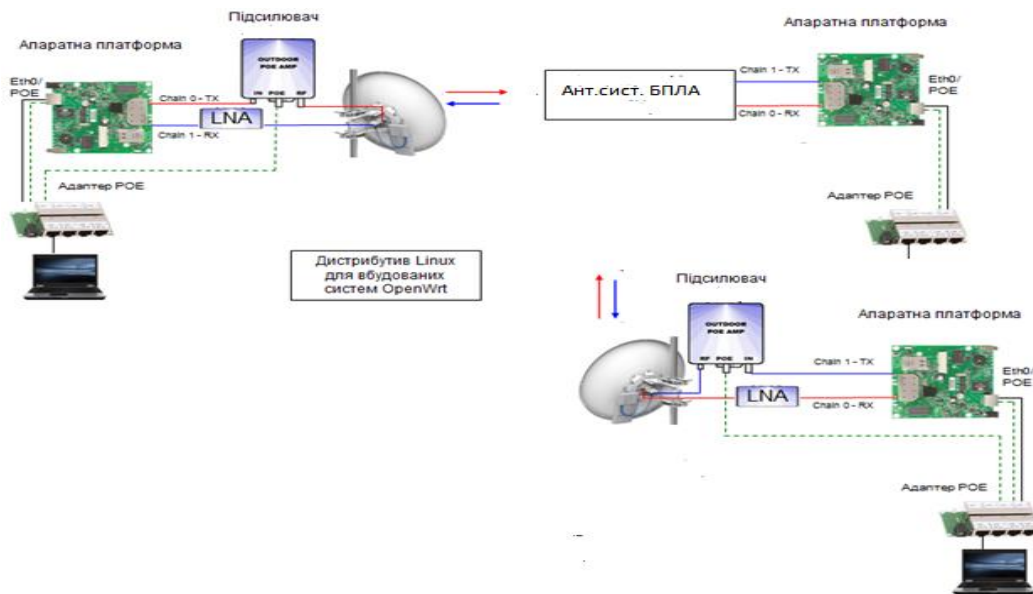 Підсилювач
Апаратна платформа
Eth0/
POE
OUTDOOR
POE AMP
IN POE RF
Chain 0 - TX
LNA
Chain 1 - RX
Адаптер POE
Апаратна платформа
Ант.сист. БПЛА
Chain 1 - TX
Chain 0 - RX
Eth0/
POE
Адаптер POE
Дистрибутив Linux
для вбудованих
систем OpenWrt
Підсилювач
Апаратна платформа
OUTDOOR
POE AMP
RF POE IN
Chain 1 - TX
LNA
Chain 0 - RX
Eth0/
POE
Адаптер POE